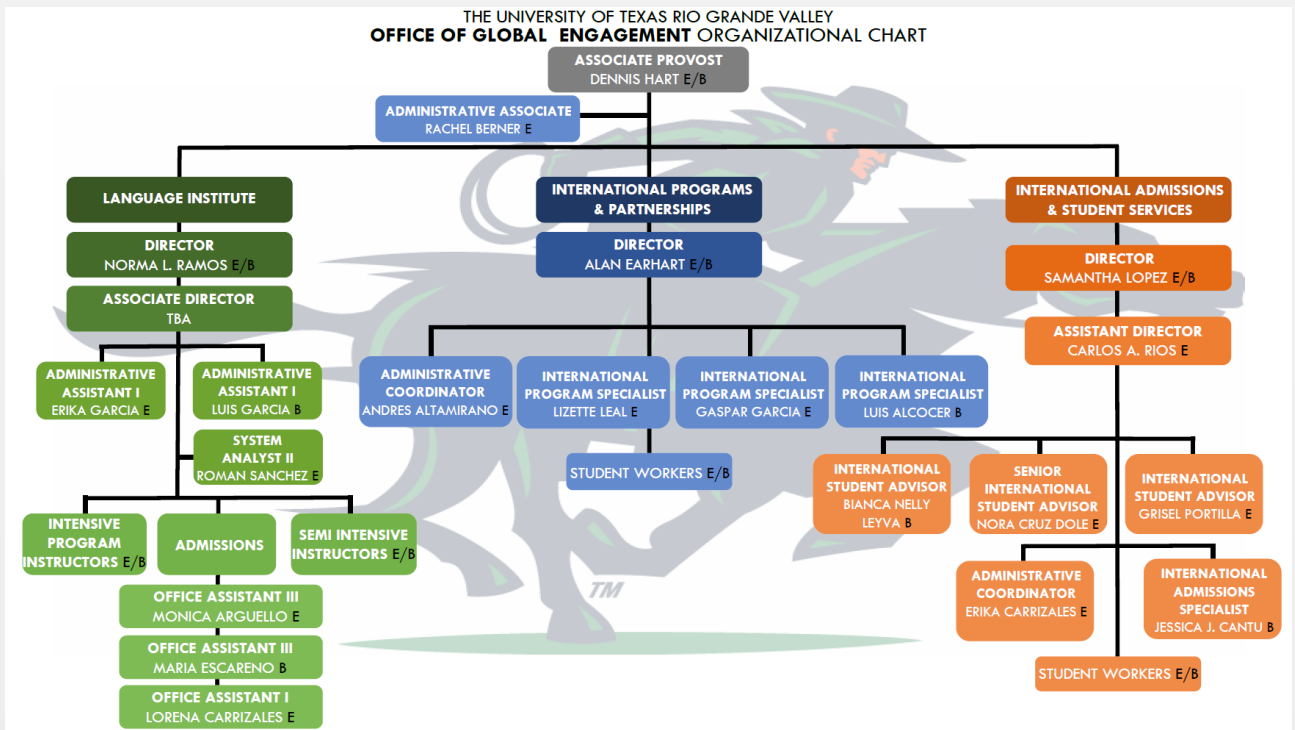 THE UNIVERSITY OF TEXAS RIO GRANDE VALLEY
OFFICE OF GLOBAL ENGAGEMENT ORGANIZATIONAL CHART
ASSOCIATE PROVOST
DENNIS HART E/B
ADMINISTRATIVE ASSOCIATE
RACHEL BERNER E
LANGUAGE INSTITUTE
DIRECTOR
NORMA L. RAMOS E/B
ASSOCIATE DIRECTOR
TBA
ADMINISTRATIVE
ASSISTANT I
ERIKA GARCIA E
ADMINISTRATIVE
ASSISTANT I
LUIS GARCIA B
SYSTEM
ANALYST II
ROMAN SANCHEZ E
INTENSIVE
PROGRAM
INSTRUCTORS E/B
ADMISSIONS
SEMI INTENSIVE
INSTRUCTORS E/B
OFFICE ASSISTANT III
MONICA ARGUELLO E
OFFICE ASSISTANT III
MARIA ESCARENO B
OFFICE ASSISTANT I
LORENA CARRIZALES E
INTERNATIONAL PROGRAMS
& PARTNERSHIPS
DIRECTOR
ALAN EARHART E/B
ADMINISTRATIVE
COORDINATOR
ANDRES ALTAMIRANO E
INTERNATIONAL
PROGRAM SPECIALIST
LIZETTE LEAL E
INTERNATIONAL
PROGRAM SPECIALIST
GASPAR GARCIA E
INTERNATIONAL
PROGRAM SPECIALIST
LUIS ALCOCER B
STUDENT WORKERS E/B
INTERNATIONAL ADMISSIONS
& STUDENT SERVICES
DIRECTOR
SAMANTHA LOPEZ E/B
ASSISTANT DIRECTOR
CARLOS A. RIOS E
INTERNATIONAL
STUDENT ADVISOR
BIANCA NELLY
LEYVA B
SENIOR
INTERNATIONAL
STUDENT ADVISOR
NORA CRUZ DOLE E
INTERNATIONAL
STUDENT ADVISOR
GRISEL PORTILLA E
ADMINISTRATIVE
COORDINATOR
ERIKA CARRIZALES E
INTERNATIONAL
ADMISSIONS
SPECIALIST
JESSICA J. CANTU B
STUDENT WORKERS E/B
TM